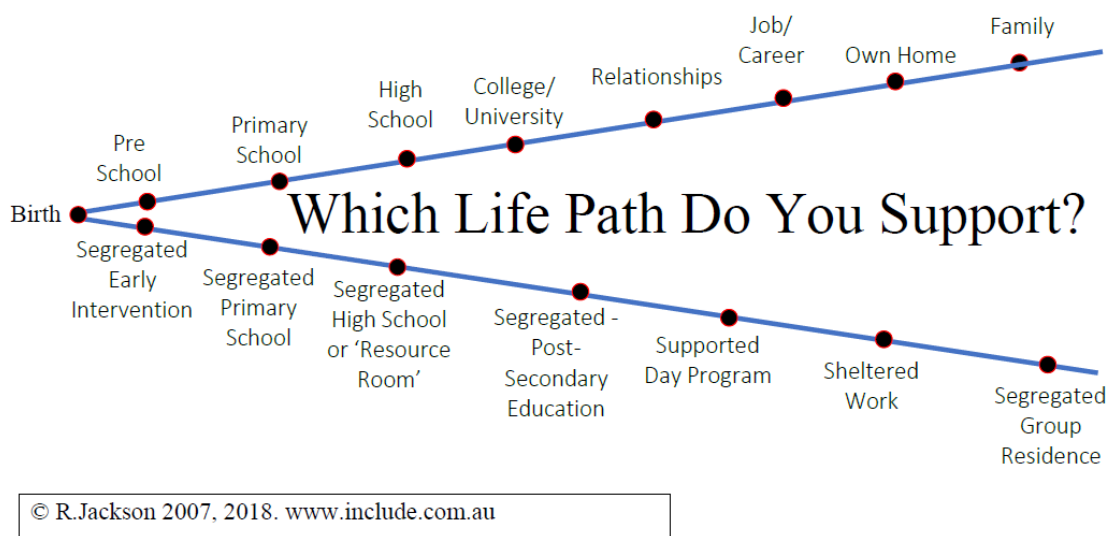 Pre
School
Primary
School
High
School
College/
University
Relationships
Job/
Career
Own Home
Family
Birth
Which Life Path Do You Support?
Segregated
Early
Intervention
Segregated
Primary
School
Segregated
High School
or ‘Resource
Room’
Segregated -
Post-
Secondary
Education
Supported
Day Program
Sheltered
Work
Segregated
Group
Residence
© R.Jackson 2007, 2018. www.include.com.au